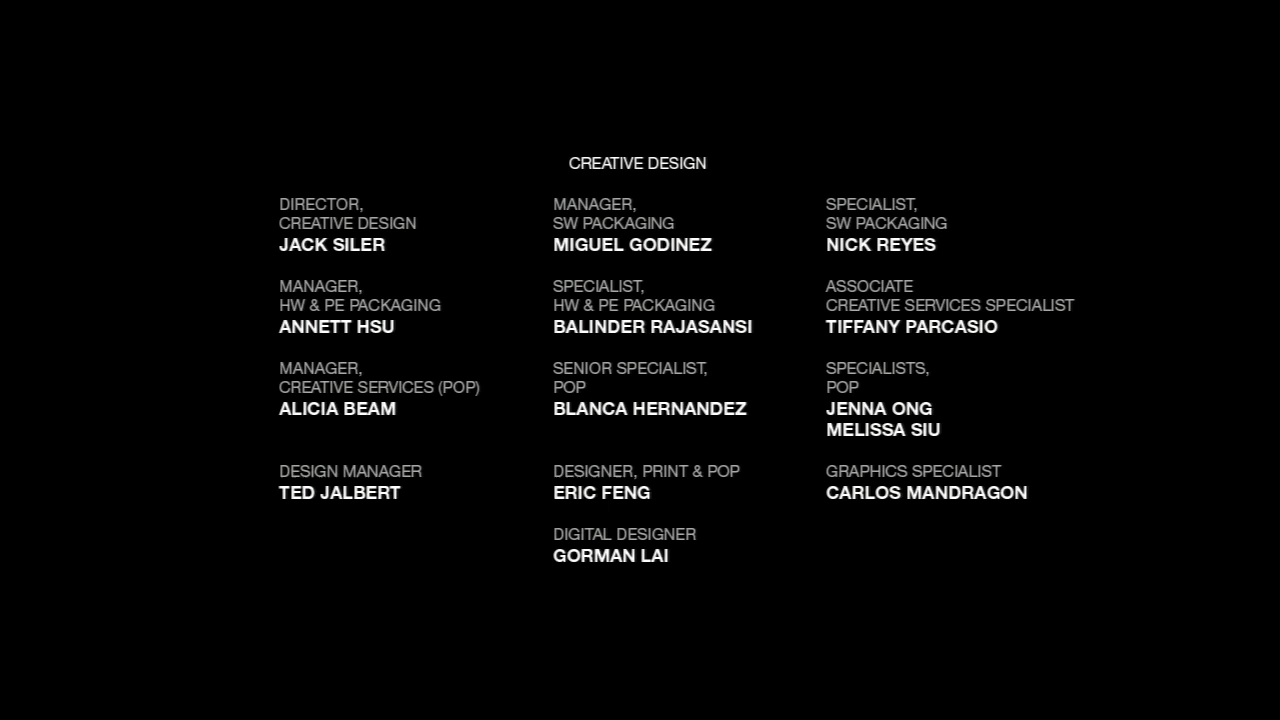 CREATIVE DESIGN
DIRECTOR,
CREATIVE DESIGN
JACK SILER
MANAGER,
SW PACKAGING
MIGUEL GODINEZ
SPECIALIST,
SW PACKAGING
NICK REYES
MANAGER,
HW & PE PACKAGING
ANNETT HSU
SPECIALIST,
HW & PE PACKAGING
BALINDER RAJASANSI
ASSOCIATE
CREATIVE SERVICES SPECIALIST
TIFFANY PARCASIO
MANAGER,
CREATIVE SERVICES (POP)
ALICIA BEAM
SENIOR SPECIALIST,
POP
BLANCA HERNANDEZ
SPECIALISTS,
POP
JENNA ONG
MELISSA SIU
DESIGN MANAGER
TED JALBERT
DESIGNER, PRINT & POP
ERIC FENG
GRAPHICS SPECIALIST
CARLOS MANDRAGON
DIGITAL DESIGNER
GORMAN LAI